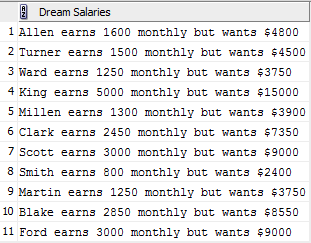 Dream Salaries
1 Allen earns 1600 monthly but wants $4800
2 Turner earns 1500 monthly but wants $4500
3 Ward earns 1250 monthly but wants $3750
4 King earns 5000 monthly but wants $15000
5 Millen earns 1300 monthly but wants $3900
6 Clark earns 2450 monthly but wants $7350
7 Scott earns 3000 monthly but wants $9000
8 Smith earns 800 monthly but wants $2400
9 Martin earns 1250 monthly but wants $3750
10 Blake earns 2850 monthly but wants $8550
11 Ford earns 3000 monthly but wants $9000